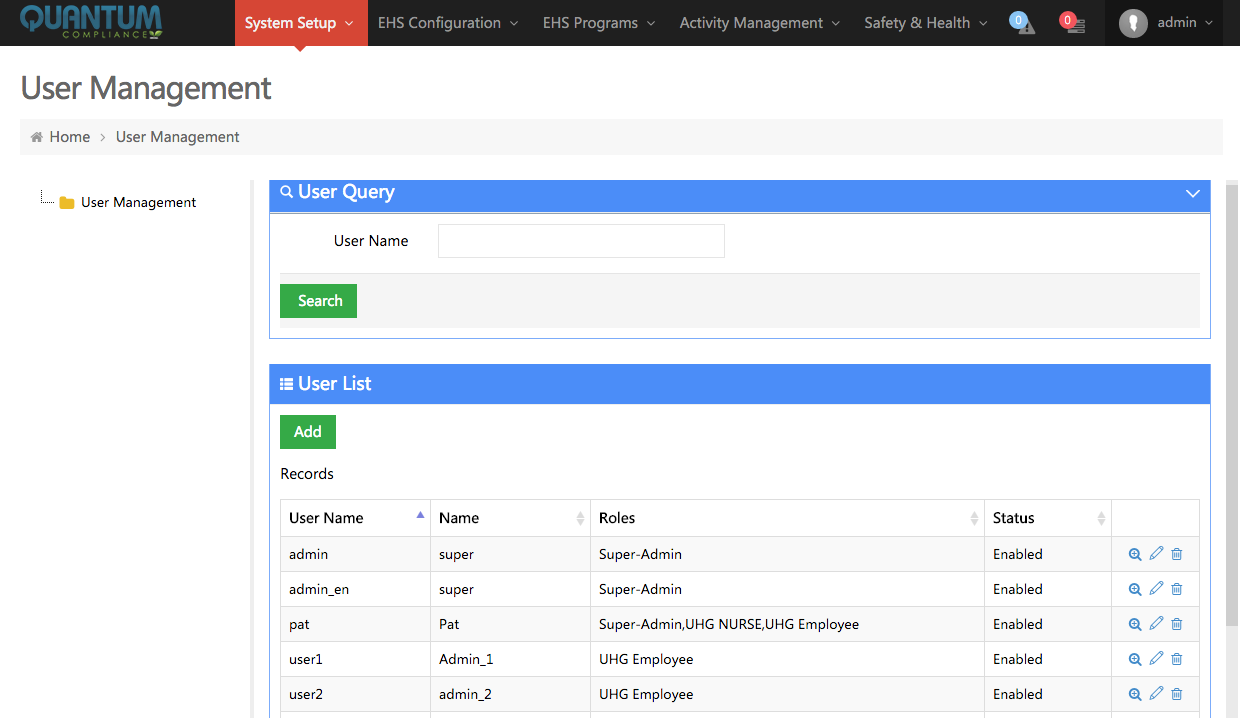 QUANTUM
COMPLIANCE
System Setup
EHS Configuration
EHS Programs
Activity Management
Safety & Health
0
0
admin
User Management
Home > User Management
User Management
User Query
User Name
Search
User List
Add
Records
User Name Name Roles Status
admin super Super-Admin Enabled
admin_en super Super-Admin Enabled
pat Pat Super-Admin,UHG NURSE,UHG Employee Enabled
user1 Admin_1 UHG Employee Enabled
user2 admin_2 UHG Employee Enabled